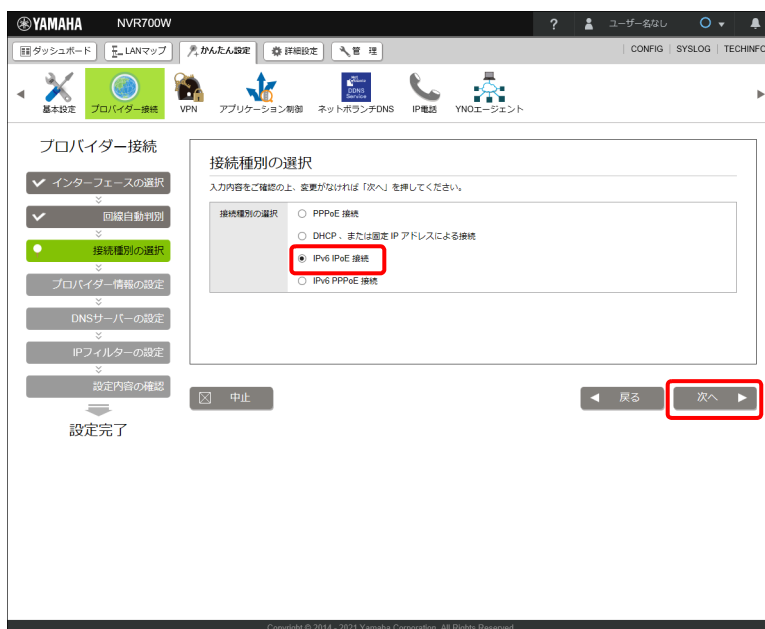 YAMAHA NVR700W ? ユーザーなし
ダッシュボード LANマップ かんたん設定 詳細設定 管 理 CONFIG SYSLOG TECHINFO
基本設定 プロバイダー接続 VPN アプリケーション制御 ネットボランチDNS IP電話 YNOエージェント
DDNS
Service
プロバイダー接続
インターフェースの選択
回線自動判別
接続種別の選択
プロバイダー情報の設定
DNSサーバーの設定
IPフィルターの設定
設定内容の確認
設定完了
接続種別の選択
入力内容をご確認の上、変更がなければ「次へ」を押してください。
接続種別の選択
PPPoE 接続
DHCP 、または固定 IP アドレスによる接続
IPv6 IPoE 接続
IPv6 PPPoE 接続
中止 戻る 次へ
Copyright © 2014 - 2021 Yamaha Corporation. All Rights Reserved.